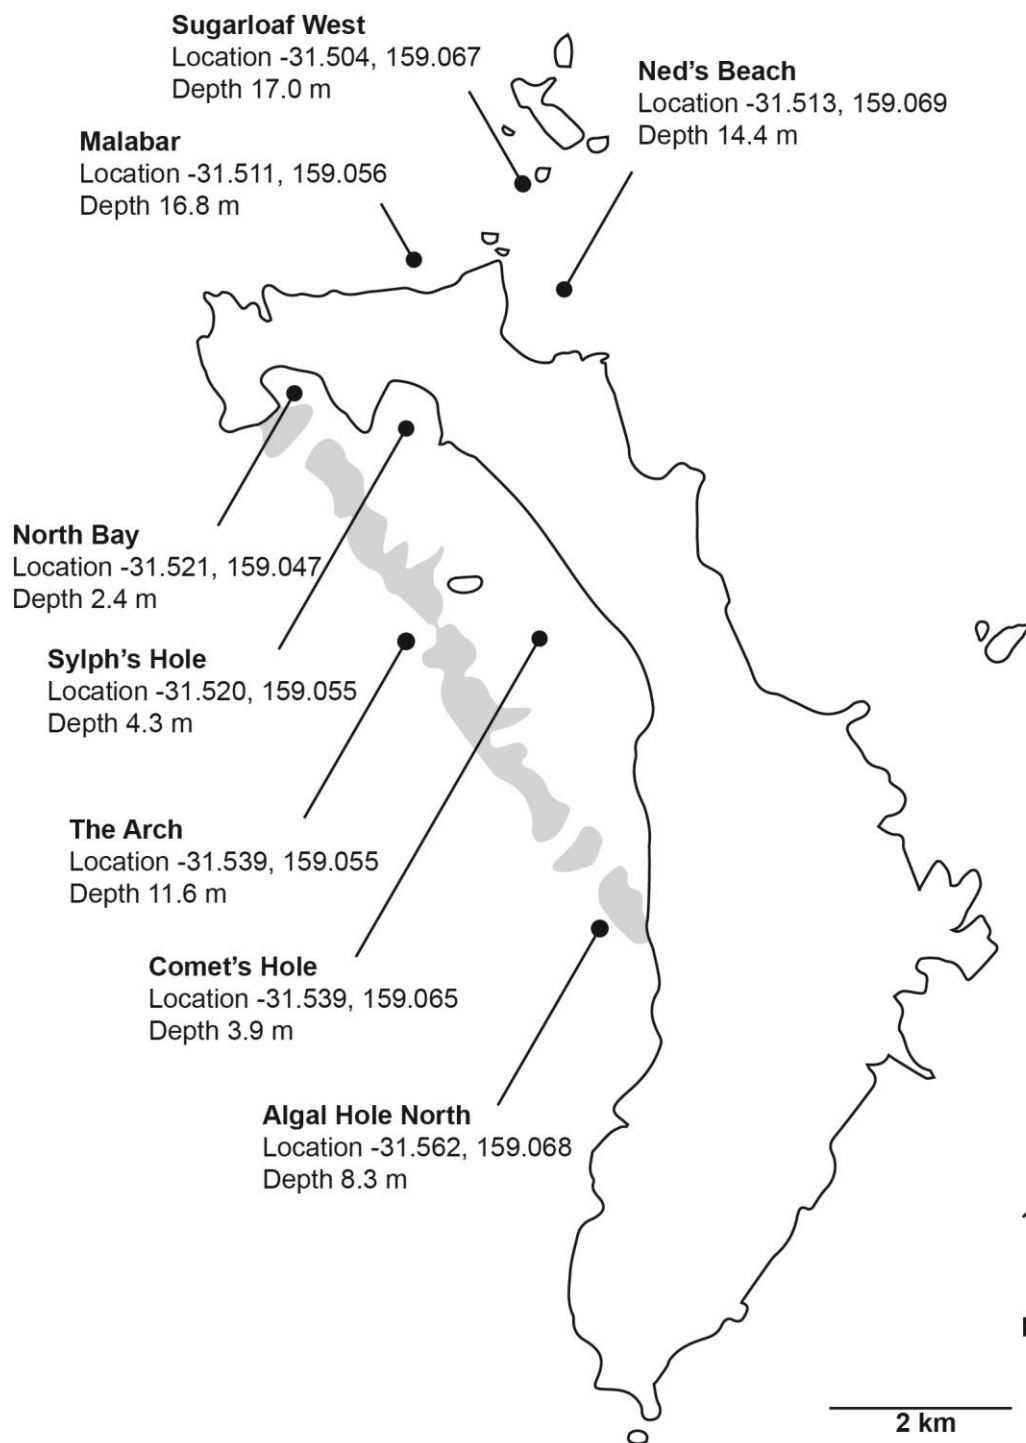 Sugarloaf West
Location -31.504, 159.067
Depth 17.0 m
Ned's Beach
Location -31.513, 159.069
Depth 14.4 m
Malabar
Location -31.511, 159.056
Depth 16.8 m
North Bay
Location -31.521, 159.047
Depth 2.4 m
Sylph's Hole
Location -31.520, 159.055
Depth 4.3 m
The Arch
Location -31.539, 159.055
Depth 11.6 m
Comet's Hole
Location -31.539, 159.065
Depth 3.9 m
Algal Hole North
Location -31.562, 159.068
Depth 8.3 m
2 km